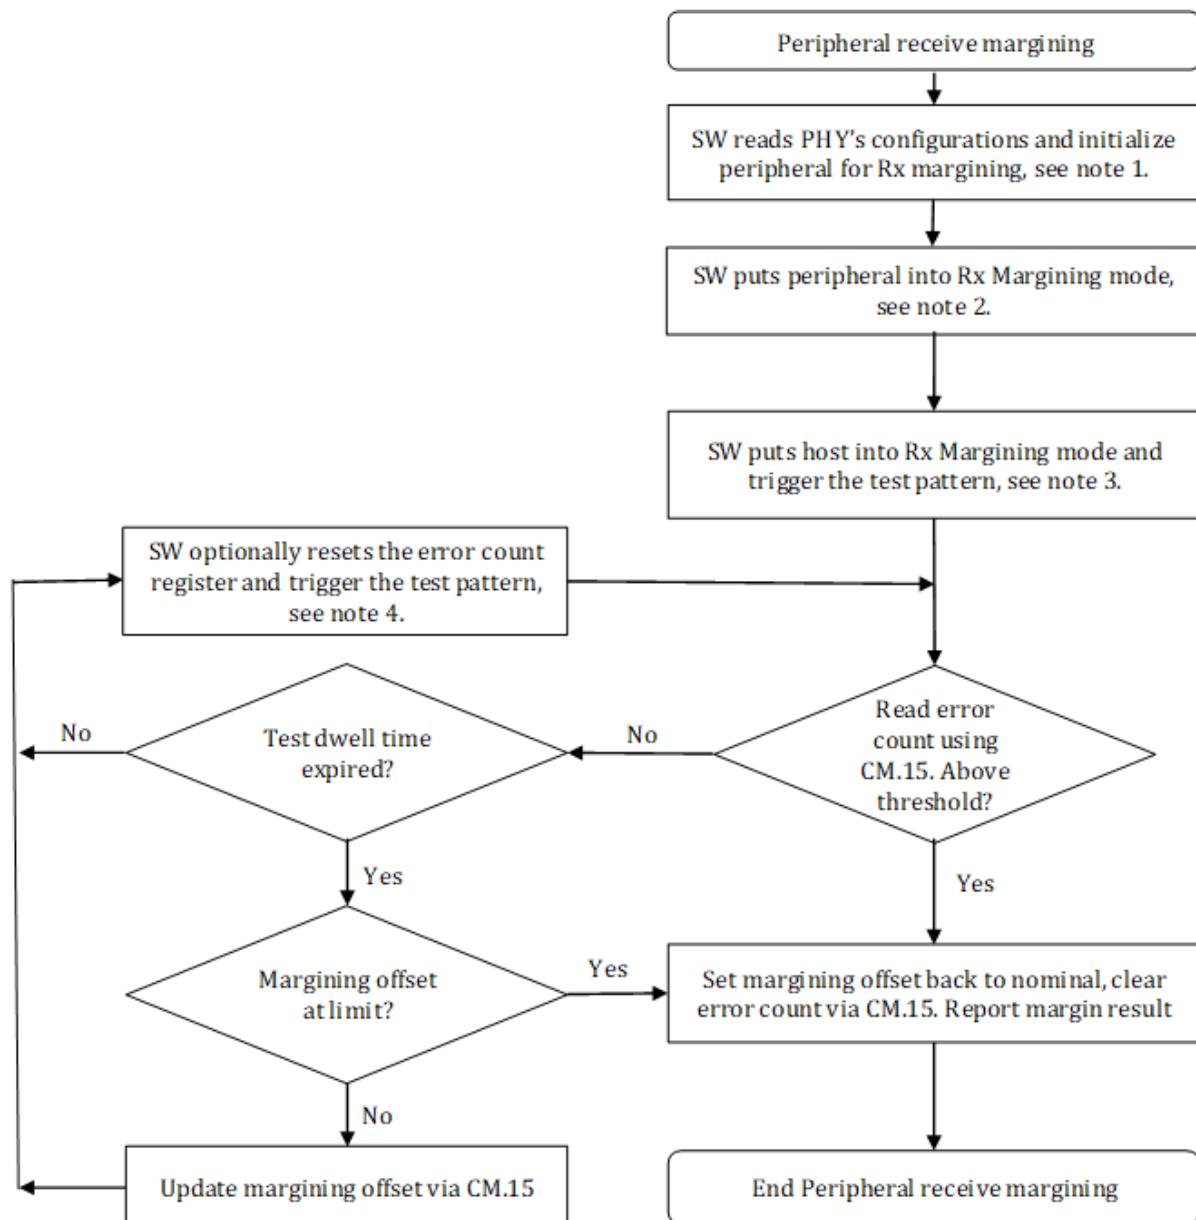 Peripheral receive margining
SW reads PHY's configurations and initialize
peripheral for Rx margining, see note 1.
SW puts peripheral into Rx Margining mode,
see note 2.
SW puts host into Rx Margining mode and
trigger the test pattern, see note 3.
SW optionally resets the error count
register and trigger the test pattern,
see note 4.
Read error
count using
CM.15. Above
threshold?
No
Test dwell time
expired?
No
Yes
Yes
Margining offset
at limit?
Yes
Set margining offset back to nominal, clear
error count via CM.15. Report margin result
No
Update margining offset via CM.15
End Peripheral receive margining